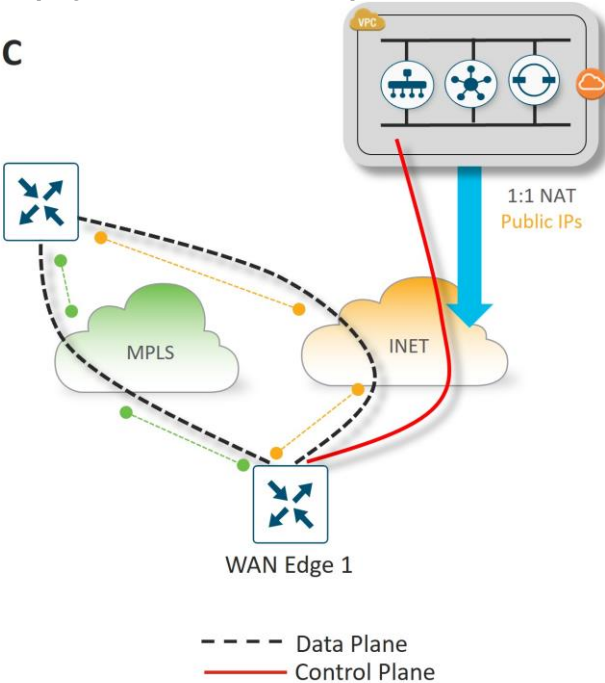 C
VPC
1:1 NAT
Public IPs
MPLS
INET
WAN Edge 1
Data Plane
Control Plane